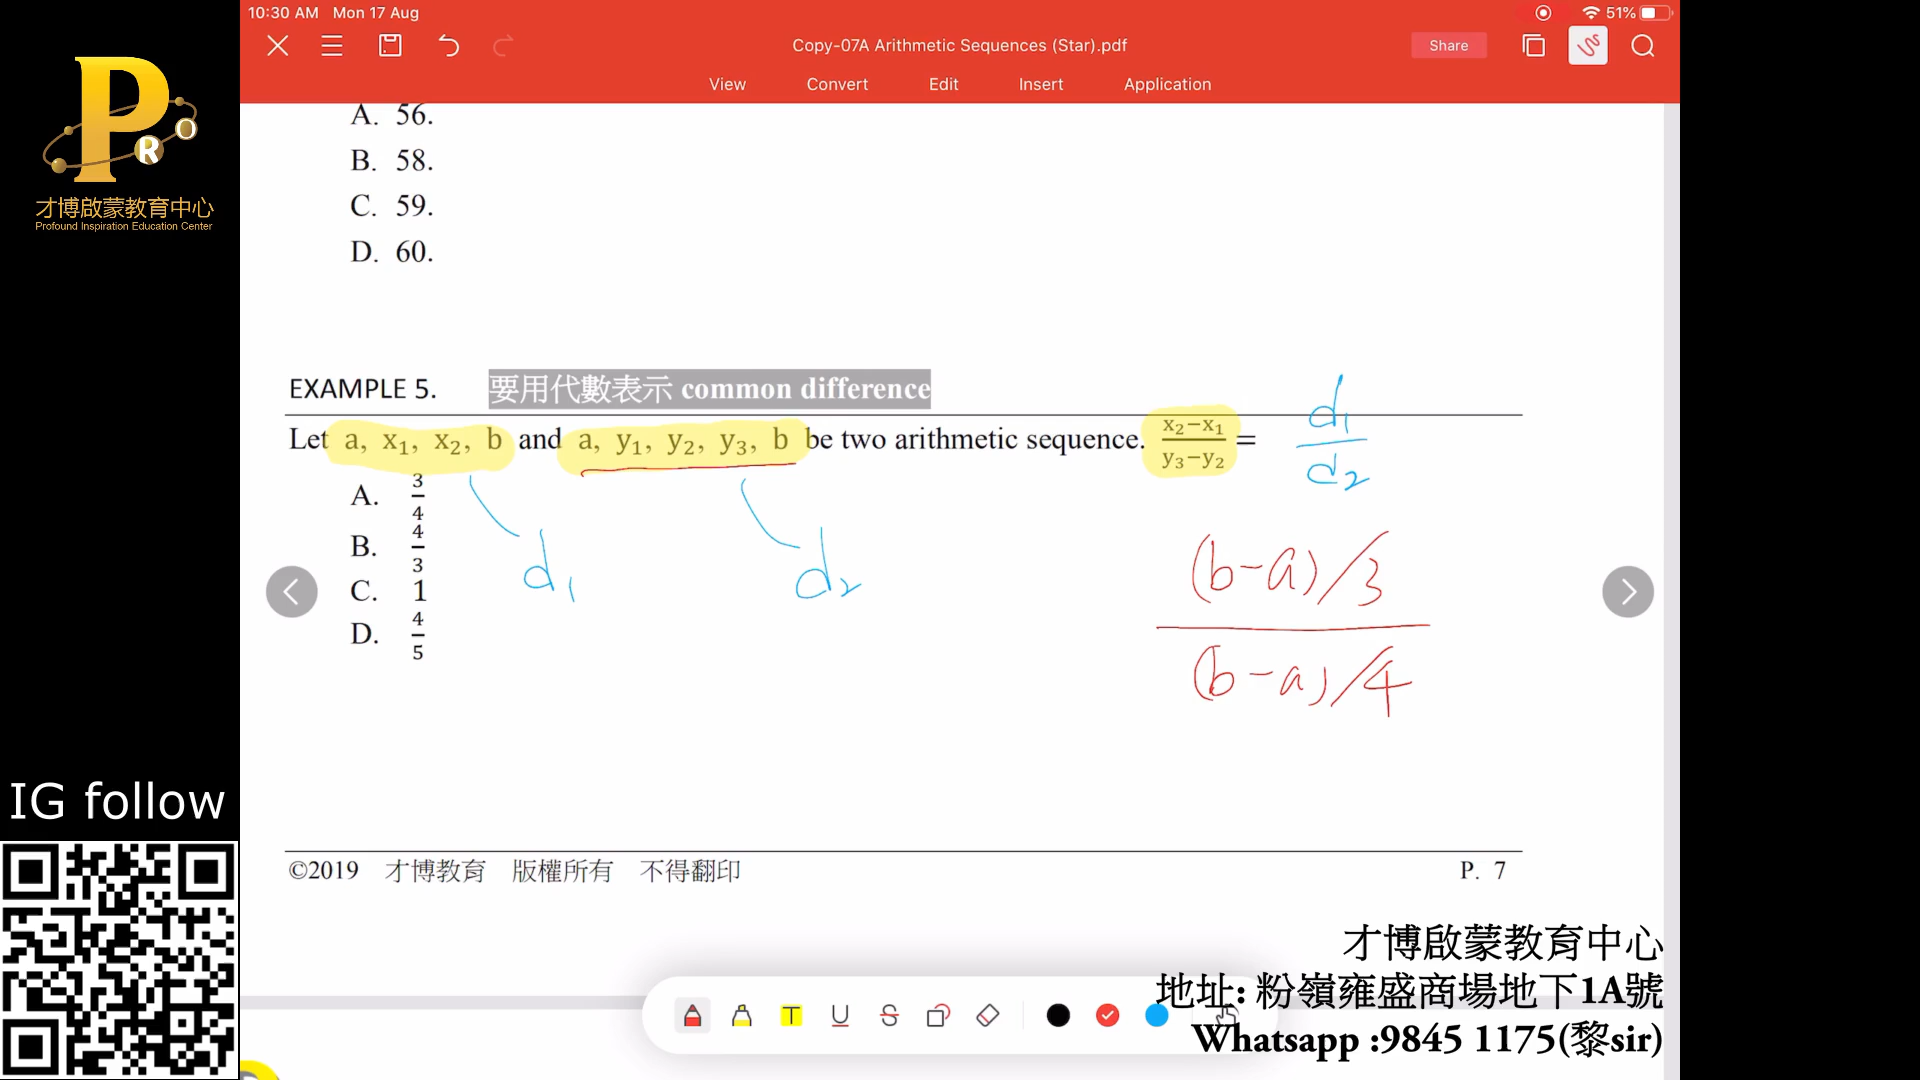 10:30 AM Mon 17 Aug
51%
Copy-07A Arithmetic Sequences (Star).pdf
Share
View Convert Edit Insert Application
P R O
才博啟蒙教育中心
Profound Inspiration Education Center
A. 56.
B. 58.
C. 59.
D. 60.
EXAMPLE 5. 要用代數表示 common difference
Let a, x₁, x₂, b and a, y₁, y₂, y₃, b be two arithmetic sequence. (x₂−x₁)/(y₃−y₂) = d₁/d₂
A. 3/4
B. 4/3
C. 1
D. 4/5
d₁ d₂
(b-a)/3
(b-a)/4
IG follow
©2019 才博教育 版權所有 不得翻印 P. 7
才博啟蒙教育中心
地址: 粉嶺雍盛商場地下1A號
Whatsapp :9845 1175(黎sir)
T U S